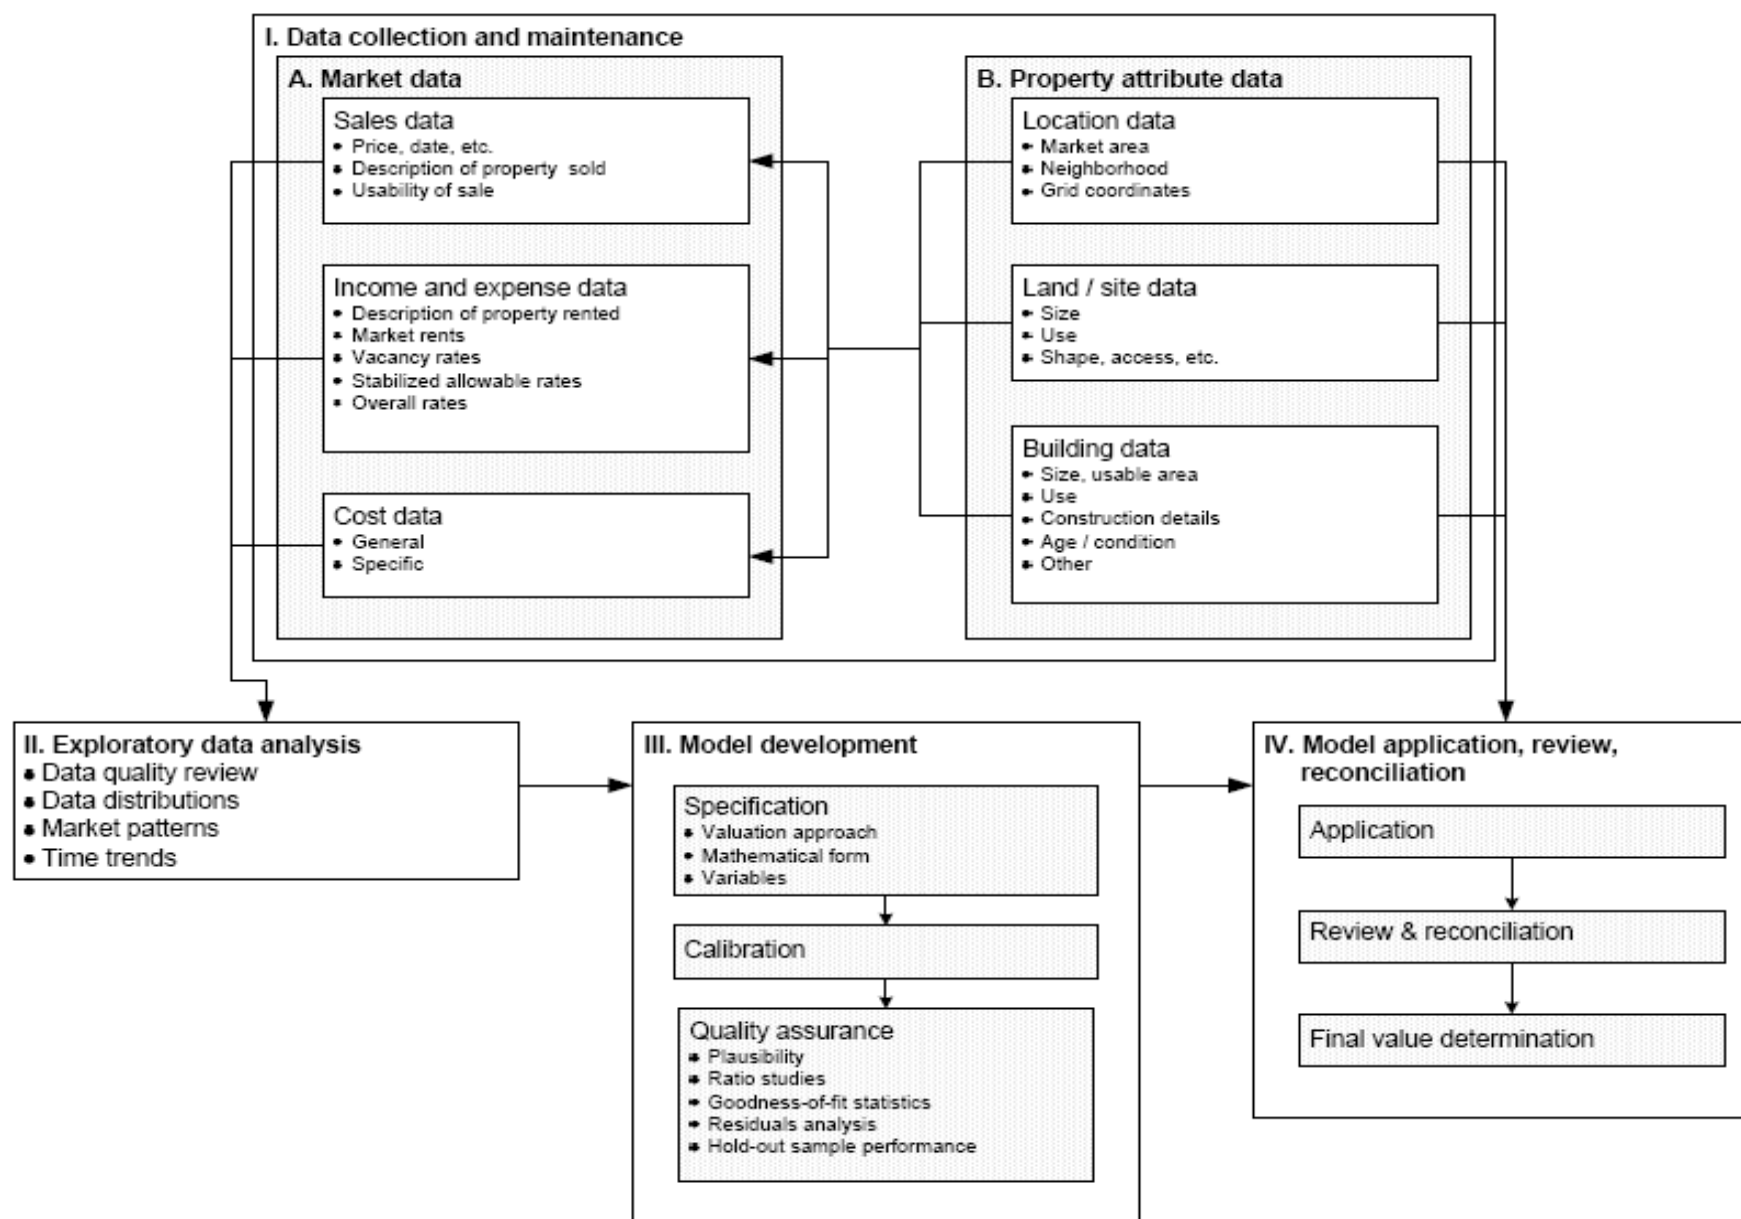 I. Data collection and maintenance
A. Market data
Sales data
• Price, date, etc.
• Description of property sold
• Usability of sale
Income and expense data
• Description of property rented
• Market rents
• Vacancy rates
• Stabilized allowable rates
• Overall rates
Cost data
• General
• Specific
B. Property attribute data
Location data
• Market area
• Neighborhood
• Grid coordinates
Land / site data
• Size
• Use
• Shape, access, etc.
Building data
• Size, usable area
• Use
• Construction details
• Age / condition
• Other
II. Exploratory data analysis
• Data quality review
• Data distributions
• Market patterns
• Time trends
III. Model development
Specification
• Valuation approach
• Mathematical form
• Variables
Calibration
Quality assurance
• Plausibility
• Ratio studies
• Goodness-of-fit statistics
• Residuals analysis
• Hold-out sample performance
IV. Model application, review,
reconciliation
Application
Review & reconciliation
Final value determination